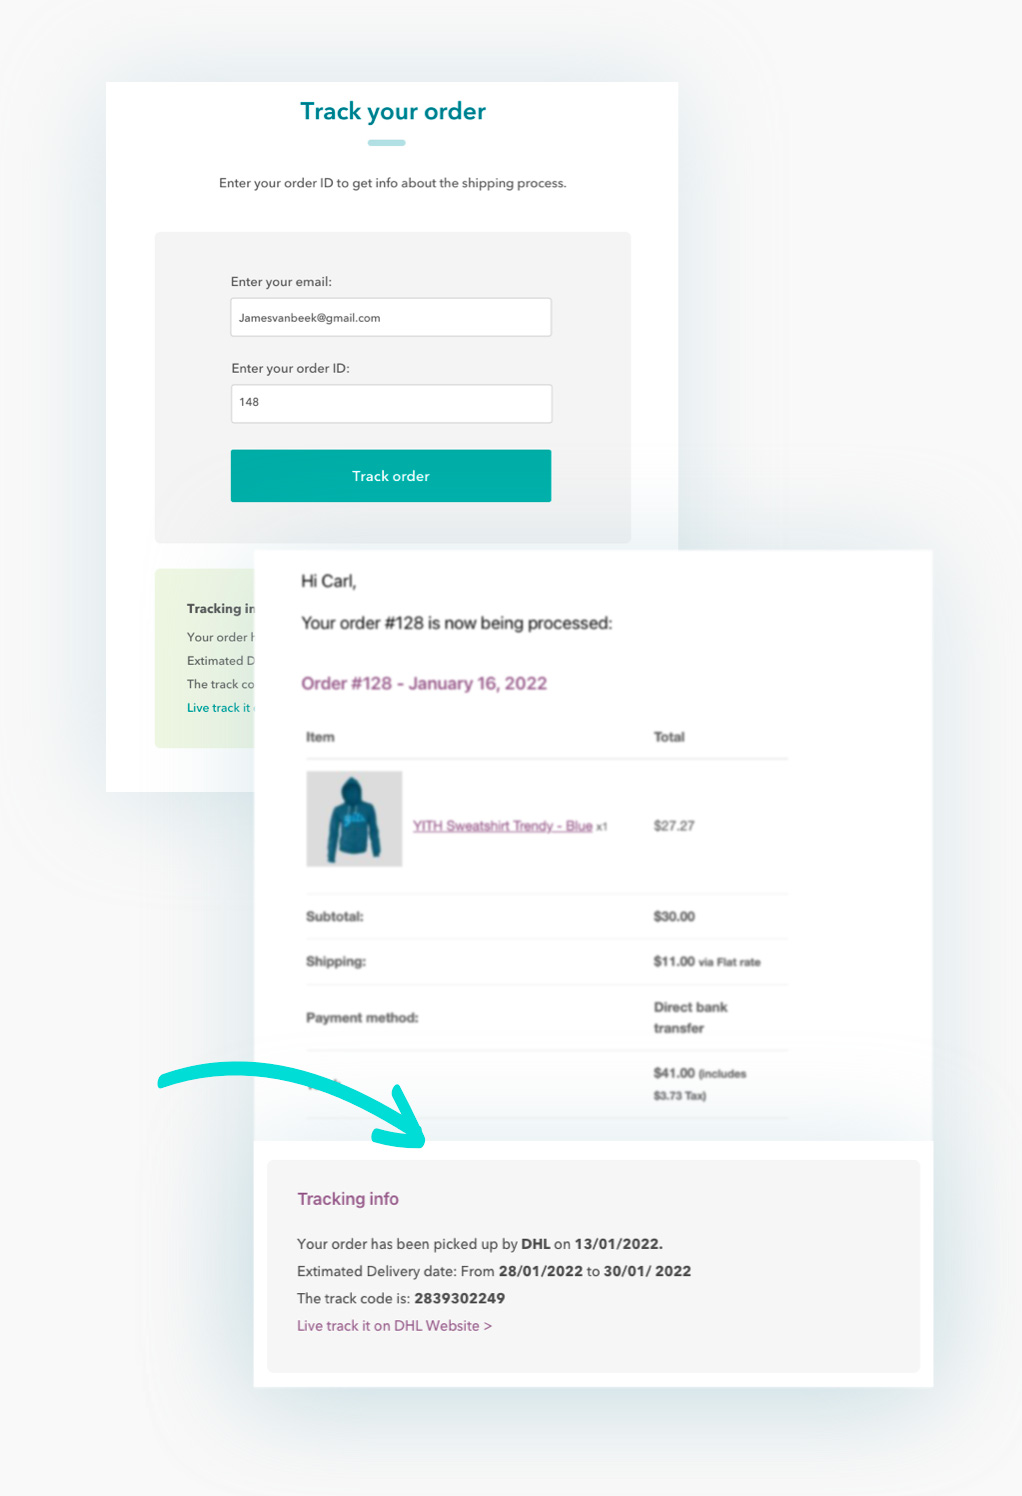 Track your order
Enter your order ID to get info about the shipping process.
Enter your email:
Jamesvanbeek@gmail.com
Enter your order ID:
148
Track order
Tracking in
Your order h
Extimated D
The track co
Live track it
Hi Carl,
Your order #128 is now being processed:
Order #128 - January 16, 2022
Item Total
YITH Sweatshirt Trendy - Blue x1 $27.27
Subtotal: $30.00
Shipping: $11.00 via Flat rate
Payment method: Direct bank
transfer
$41.00 (includes
$3.73 Tax)
Tracking info
Your order has been picked up by DHL on 13/01/2022.
Extimated Delivery date: From 28/01/2022 to 30/01/ 2022
The track code is: 2839302249
Live track it on DHL Website >